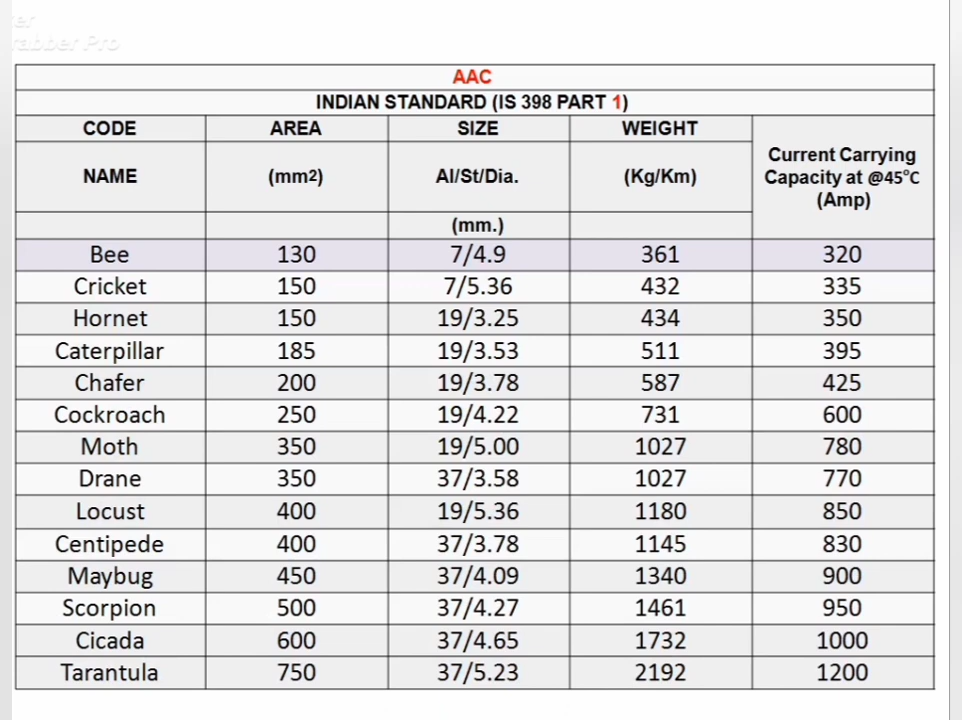 er
rabber Pro
AAC
INDIAN STANDARD (IS 398 PART 1)
CODE AREA SIZE WEIGHT Current Carrying Capacity at @45°C (Amp)
NAME (mm2) Al/St/Dia. (Kg/Km)
(mm.)
Bee 130 7/4.9 361 320
Cricket 150 7/5.36 432 335
Hornet 150 19/3.25 434 350
Caterpillar 185 19/3.53 511 395
Chafer 200 19/3.78 587 425
Cockroach 250 19/4.22 731 600
Moth 350 19/5.00 1027 780
Drane 350 37/3.58 1027 770
Locust 400 19/5.36 1180 850
Centipede 400 37/3.78 1145 830
Maybug 450 37/4.09 1340 900
Scorpion 500 37/4.27 1461 950
Cicada 600 37/4.65 1732 1000
Tarantula 750 37/5.23 2192 1200